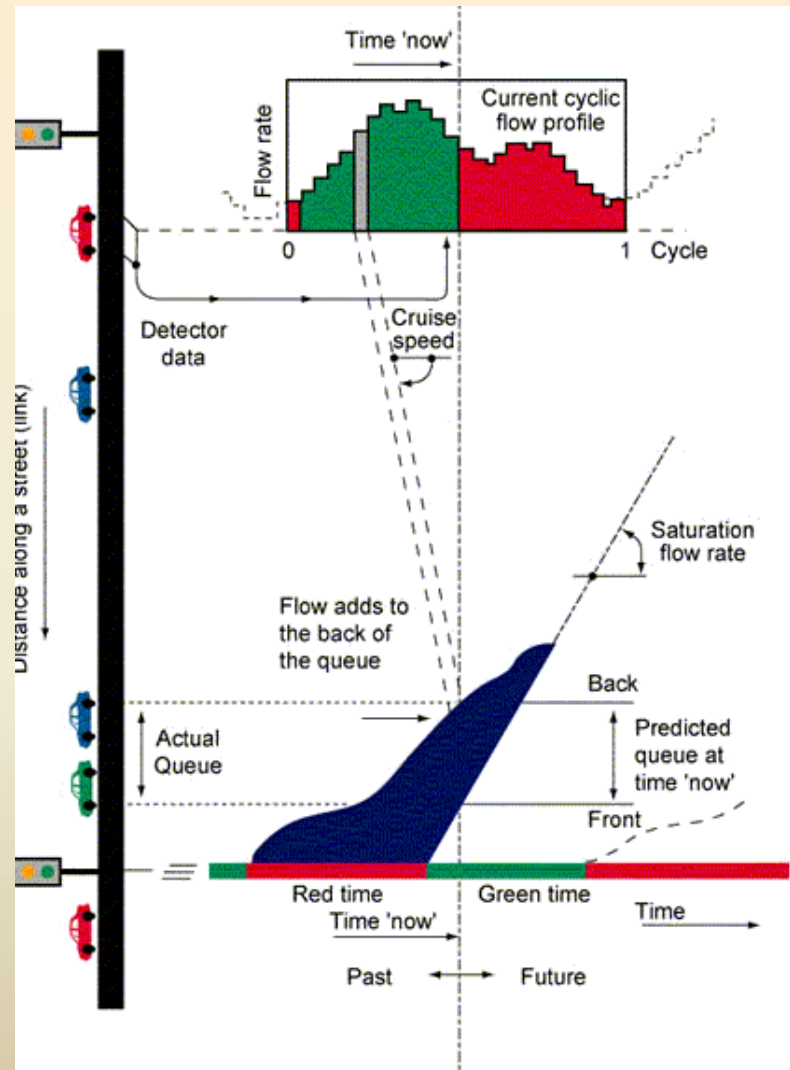 Time 'now'
Current cyclic
flow profile
Flow rate
0
1
Cycle
Detector
data
Cruise
speed
Distance along a street (link)
Saturation
flow rate
Flow adds to
the back of
the queue
Back
Actual
Queue
Predicted
queue at
time 'now'
Front
Red time
Green time
Time 'now'
Time
Past
Future